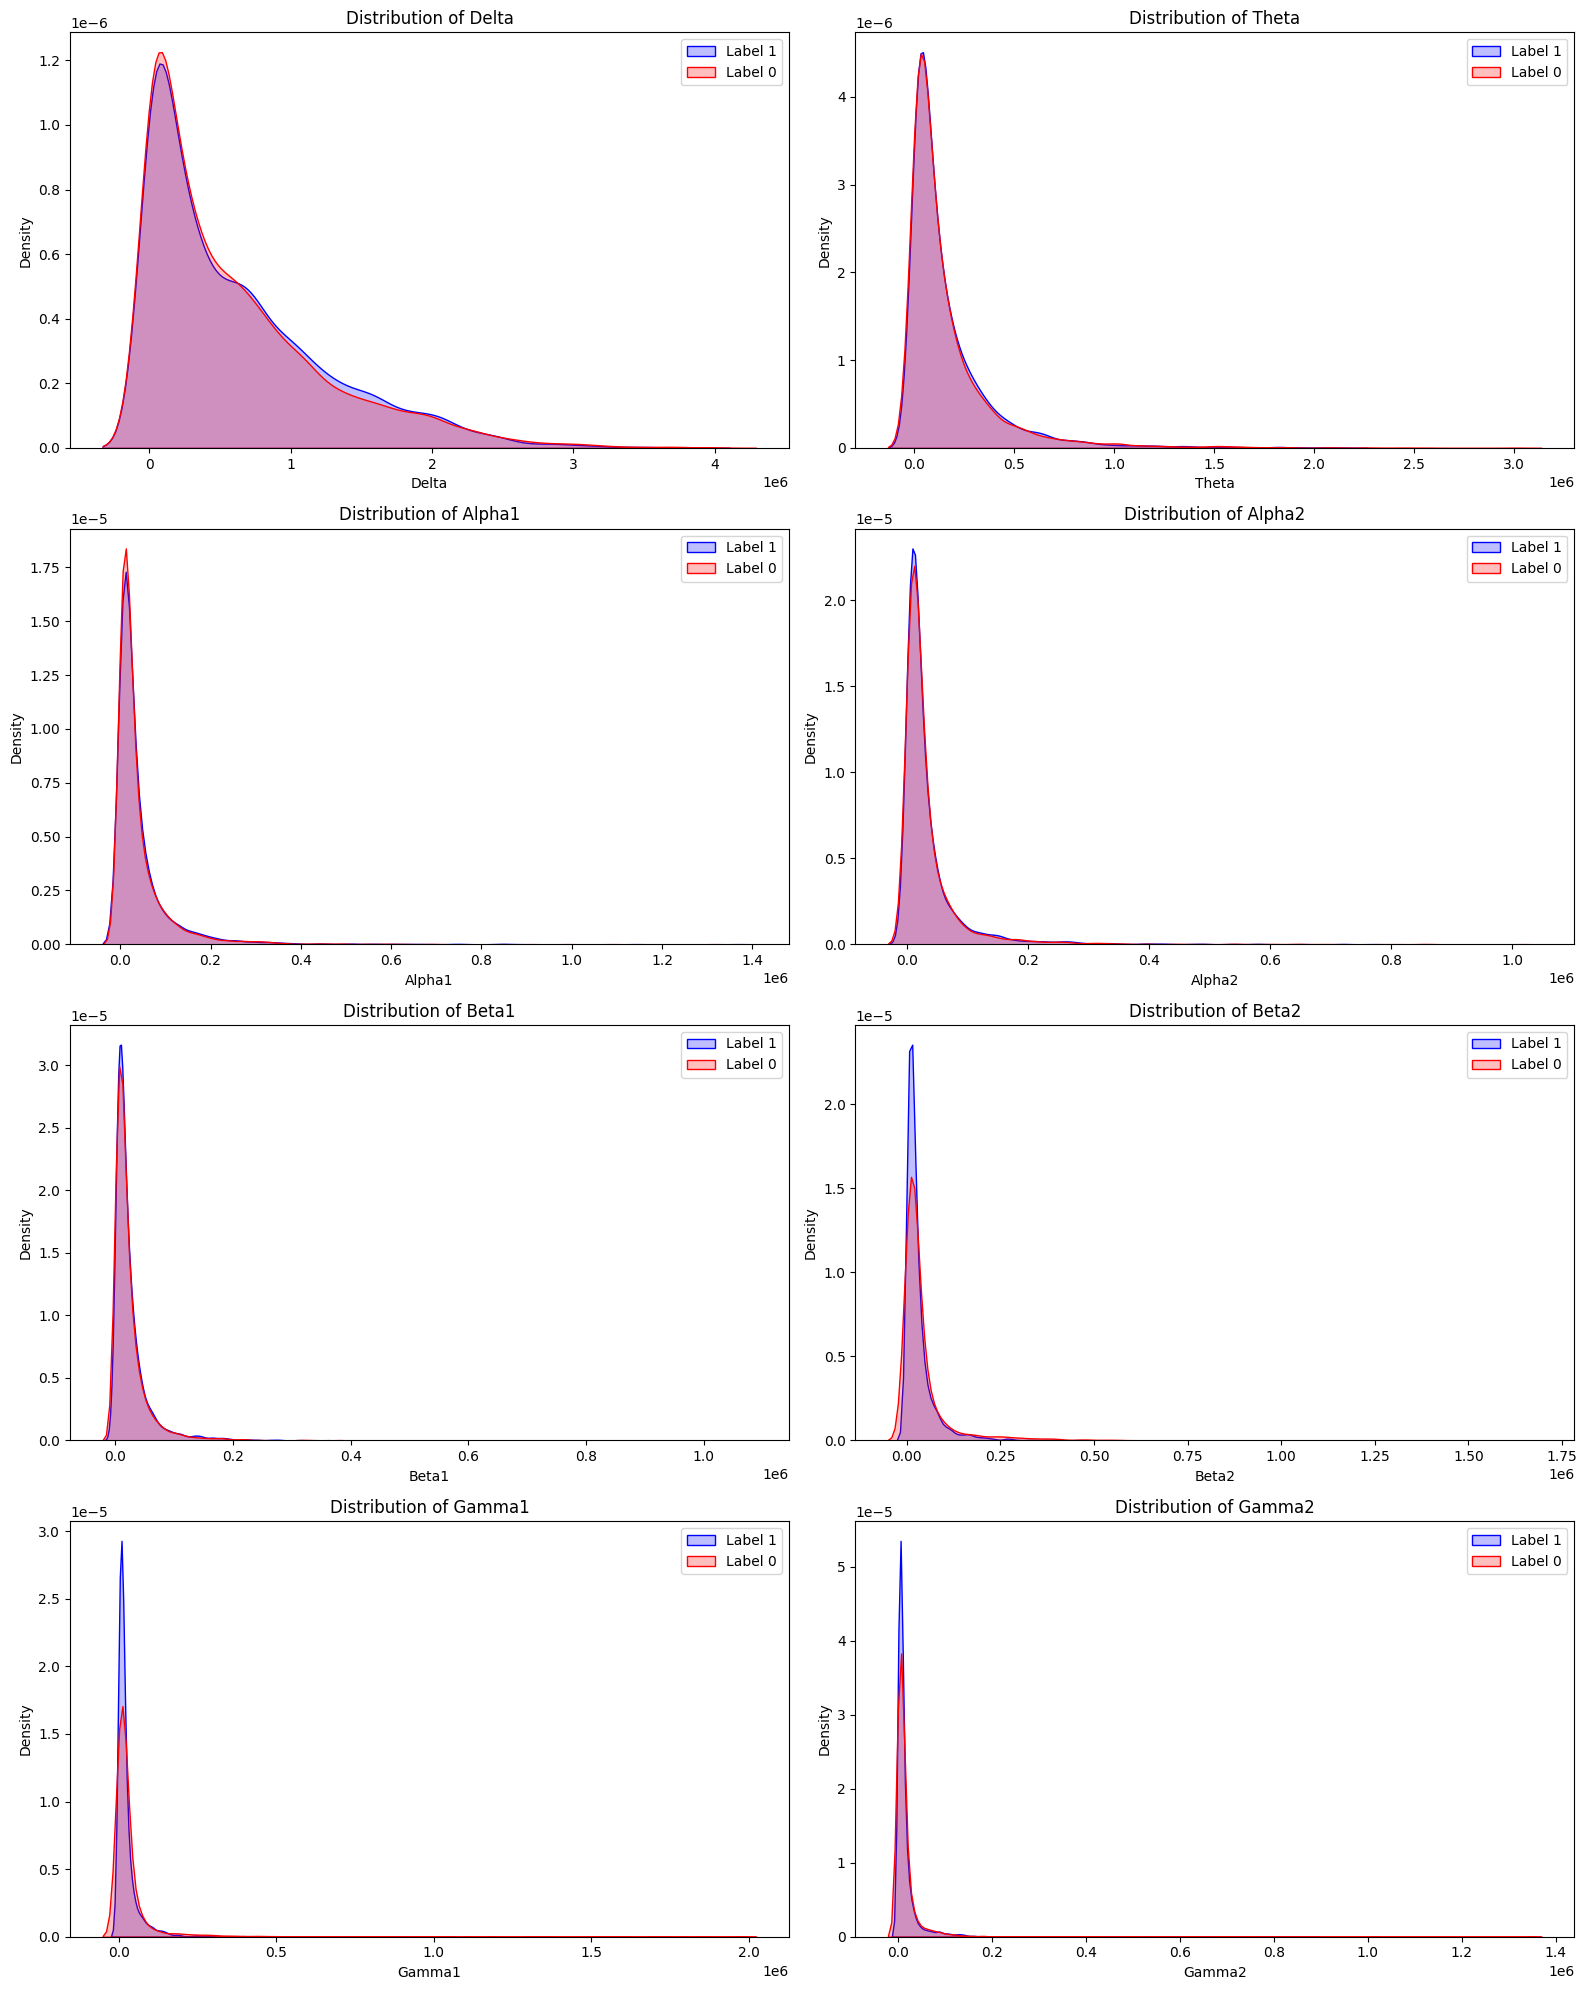 Distribution of Delta
1e−6
Label 1
Label 0
Density
1.2
1.0
0.8
0.6
0.4
0.2
0.0
0 1 2 3 4
1e6
Delta
Distribution of Theta
1e−6
Label 1
Label 0
Density
4
3
2
1
0
0.0 0.5 1.0 1.5 2.0 2.5 3.0
1e6
Theta
Distribution of Alpha1
1e−5
Label 1
Label 0
Density
1.75
1.50
1.25
1.00
0.75
0.50
0.25
0.00
0.0 0.2 0.4 0.6 0.8 1.0 1.2 1.4
1e6
Alpha1
Distribution of Alpha2
1e−5
Label 1
Label 0
Density
2.0
1.5
1.0
0.5
0.0
0.0 0.2 0.4 0.6 0.8 1.0
1e6
Alpha2
Distribution of Beta1
1e−5
Label 1
Label 0
Density
3.0
2.5
2.0
1.5
1.0
0.5
0.0
0.0 0.2 0.4 0.6 0.8 1.0
1e6
Beta1
Distribution of Beta2
1e−5
Label 1
Label 0
Density
2.0
1.5
1.0
0.5
0.0
0.00 0.25 0.50 0.75 1.00 1.25 1.50 1.75
1e6
Beta2
Distribution of Gamma1
1e−5
Label 1
Label 0
Density
3.0
2.5
2.0
1.5
1.0
0.5
0.0
0.0 0.5 1.0 1.5 2.0
1e6
Gamma1
Distribution of Gamma2
1e−5
Label 1
Label 0
Density
5
4
3
2
1
0
0.0 0.2 0.4 0.6 0.8 1.0 1.2 1.4
1e6
Gamma2